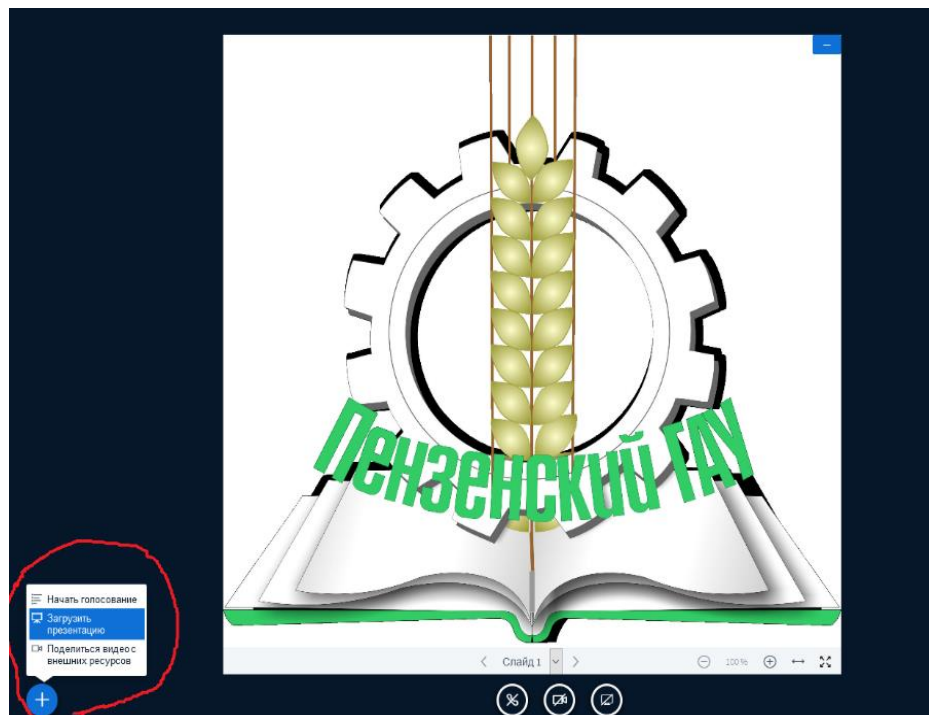 Пензенский ГАУ
Начать голосование
Загрузить
презентацию
Поделиться видео с
внешних ресурсов
Слайд 1
100%